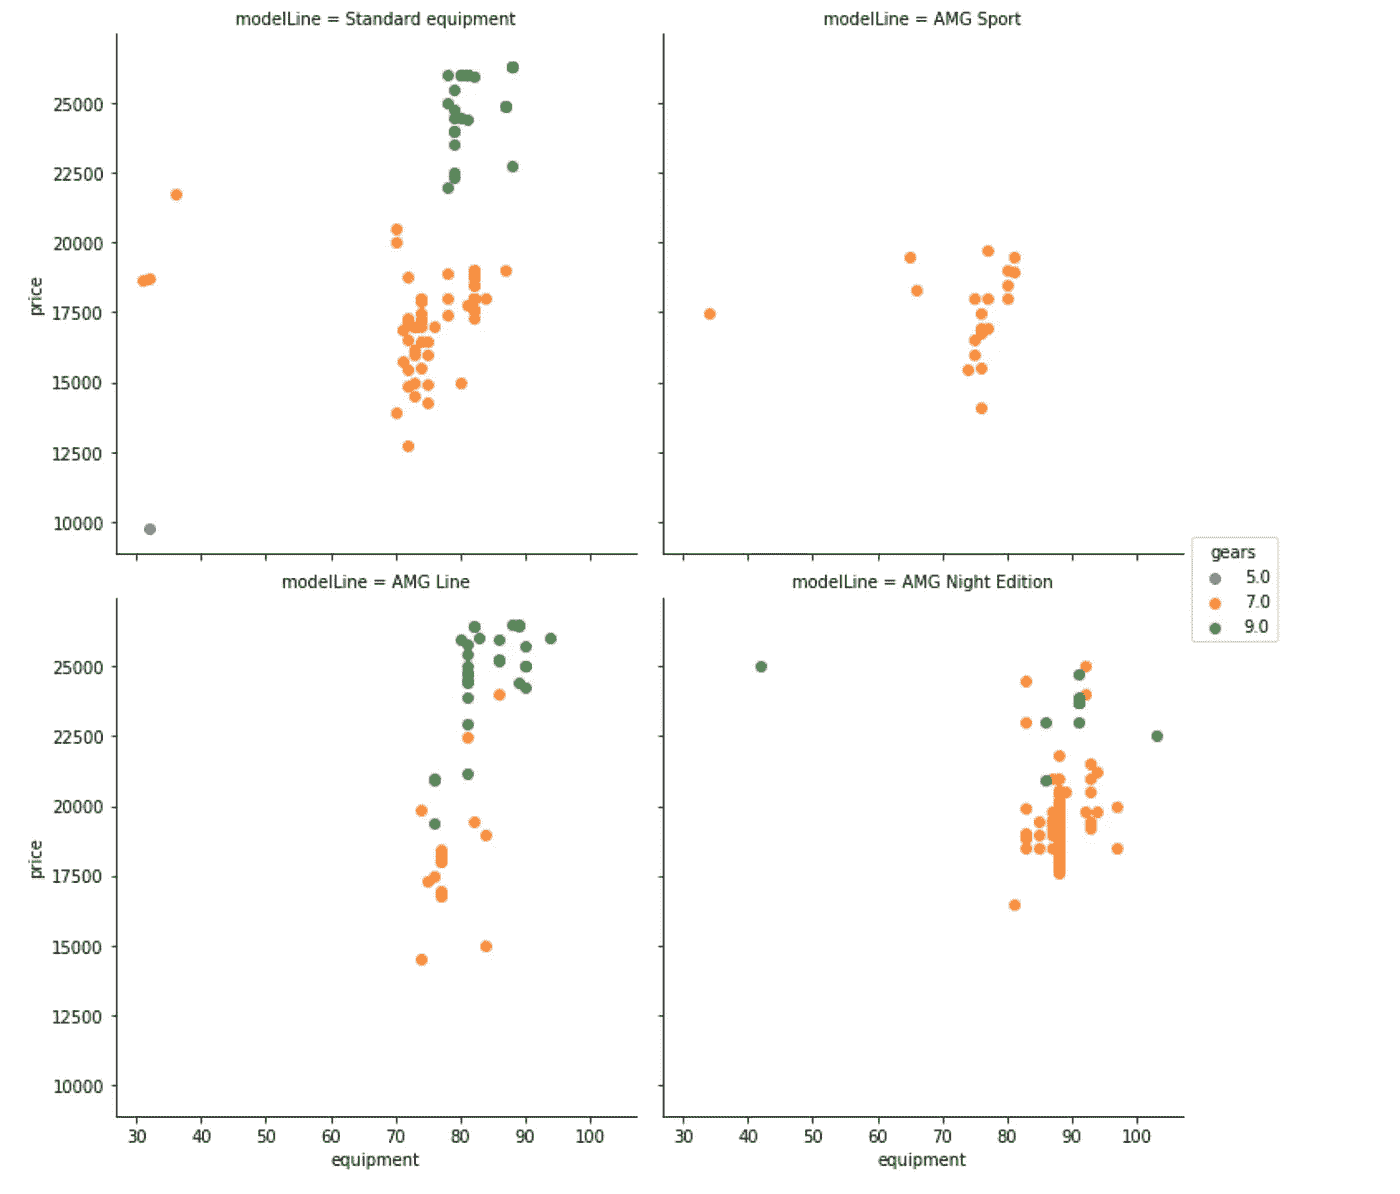 modelLine = Standard equipment
modelLine = AMG Sport
price
25000
22500
20000
17500
15000
12500
10000
gears
5.0
7.0
9.0
modelLine = AMG Line
modelLine = AMG Night Edition
price
25000
22500
20000
17500
15000
12500
10000
30 40 50 60 70 80 90 100
30 40 50 60 70 80 90 100
equipment
equipment